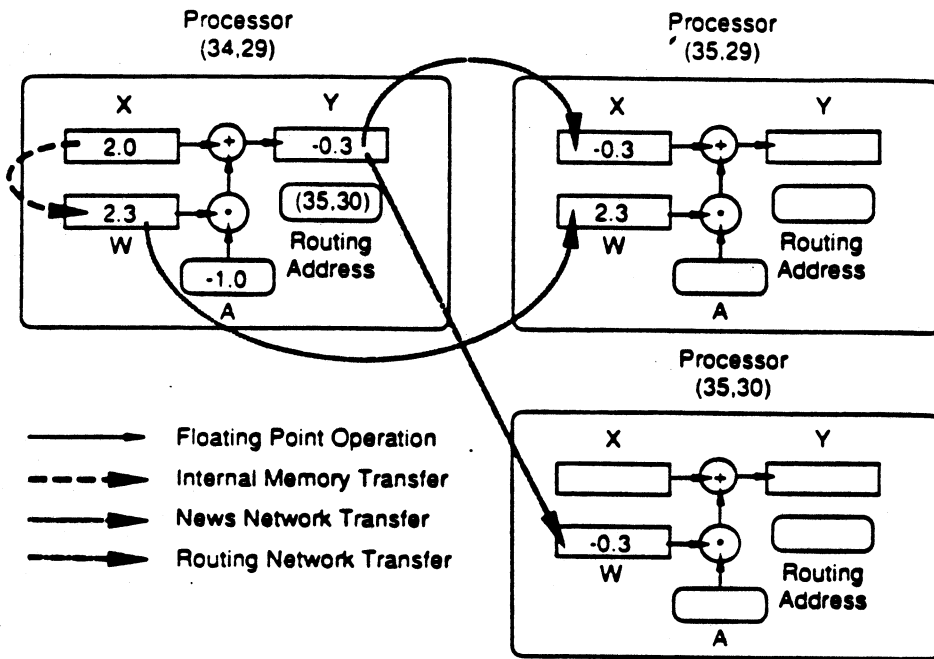 Processor
(34,29)
X
Y
2.0
+
-0.3
2.3
·
(35,30)
W
Routing
Address
-1.0
A
Processor
(35,29)
X
Y
-0.3
+
2.3
·
W
Routing
Address
A
Processor
(35,30)
X
Y
+
-0.3
·
W
Routing
Address
A
Floating Point Operation
Internal Memory Transfer
News Network Transfer
Routing Network Transfer